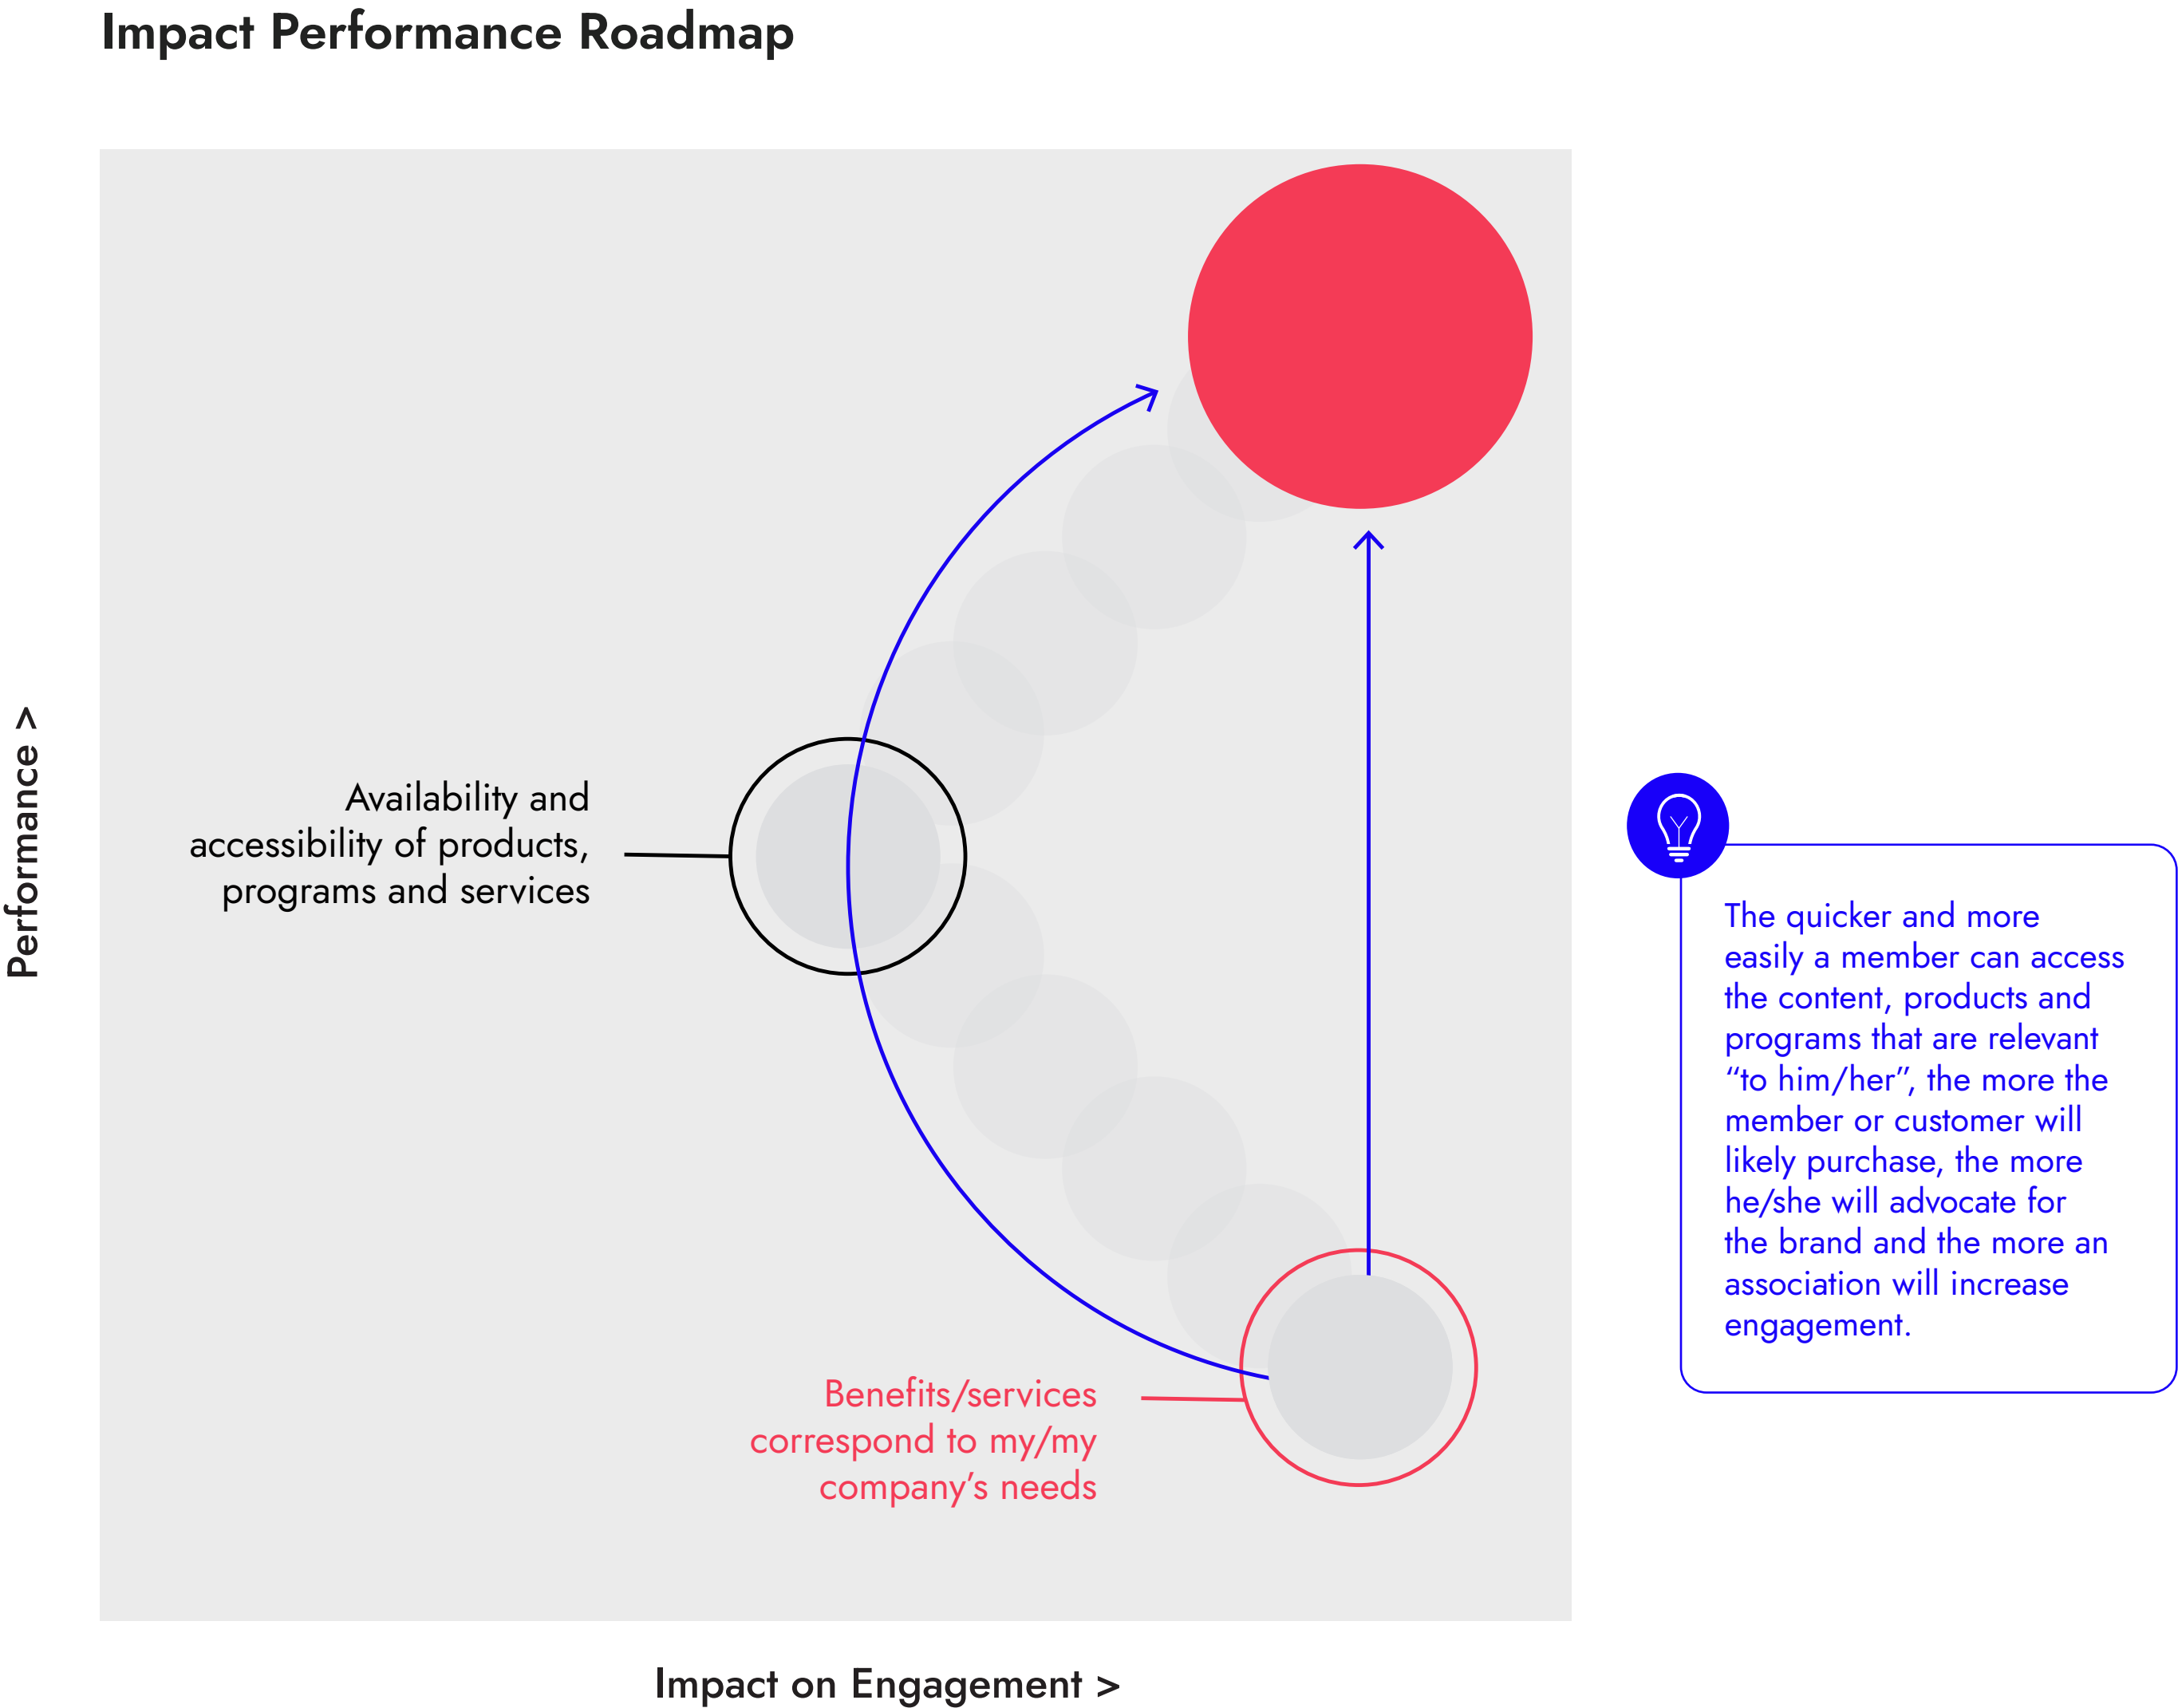 Impact Performance Roadmap
Performance >
Availability and
accessibility of products,
programs and services
Benefits/services
correspond to my/my
company’s needs
Impact on Engagement >
The quicker and more
easily a member can access
the content, products and
programs that are relevant
“to him/her”, the more the
member or customer will
likely purchase, the more
he/she will advocate for
the brand and the more an
association will increase
engagement.